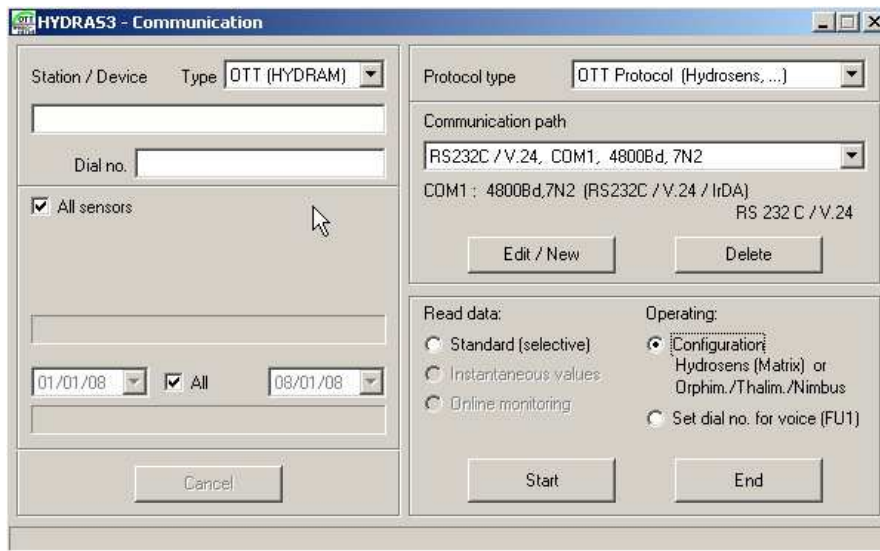 HYDRAS3 - Communication
Station / Device Type OTT (HYDRAM)
Dial no.
All sensors
01/01/08 All 08/01/08
Cancel
Protocol type OTT Protocol (Hydrosens, ...)
Communication path
RS232C / V.24, COM1, 4800Bd, 7N2
COM1 : 4800Bd,7N2 (RS232C / V.24 / IrDA)
RS 232 C / V.24
Edit / New Delete
Read data: Operating:
Standard (selective) Configuration
Hydrosens (Matrix) or
Instantaneous values
Orphim./Thalim./Nimbus
Online monitoring
Set dial no. for voice (FU1)
Start End